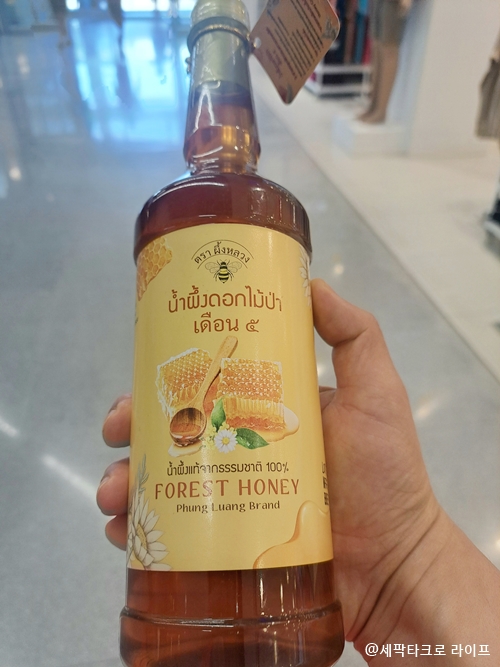 ตรา ผึ้งหลวง
น้ำผึ้งดอกไม้ป่า
เดือน ๕
น้ำผึ้งแท้จากธรรมชาติ 100%
FOREST HONEY
Phung Luang Brand
@세팍타크로 라이프